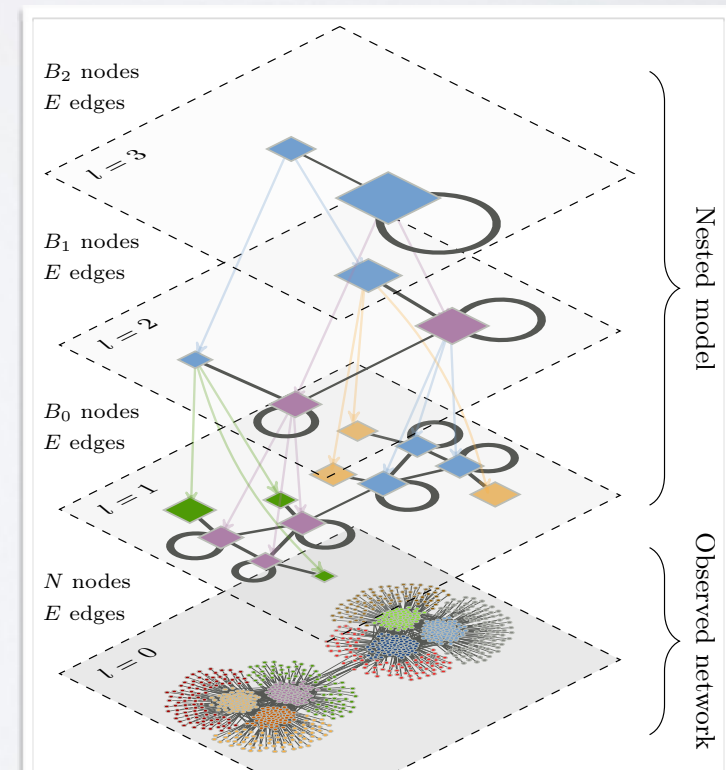 B₂ nodes
E edges
l = 3
B₁ nodes
E edges
l = 2
B₀ nodes
E edges
l = 1
N nodes
E edges
l = 0
Nested model
Observed network